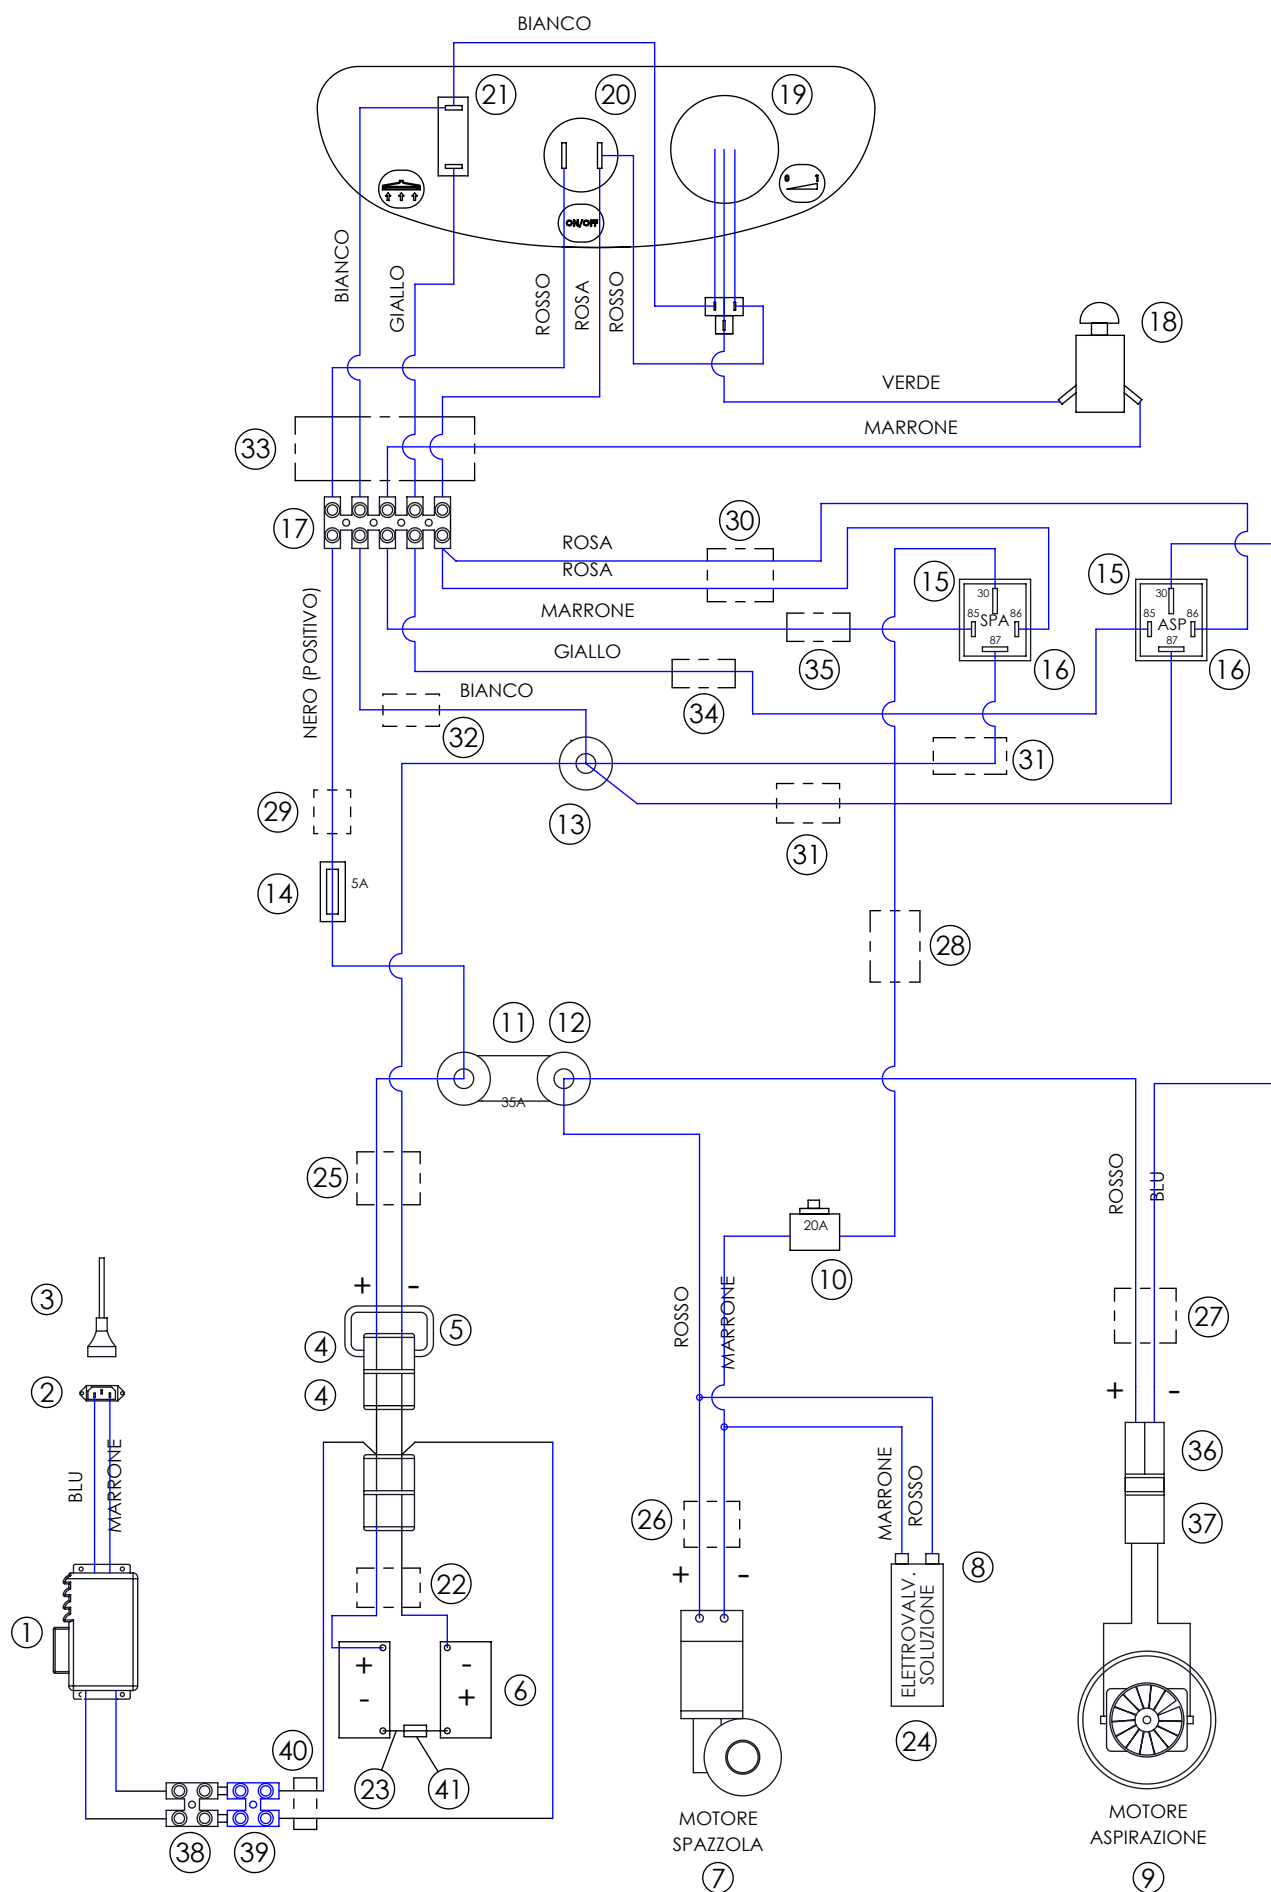 BIANCO
21
20
19
0
1
ON/OFF
BIANCO
GIALLO
ROSSO
ROSA
ROSSO
18
VERDE
MARRONE
33
17
30
ROSA
ROSA
15
30
85
SPA
86
87
16
15
30
85
ASP
86
87
16
MARRONE
35
GIALLO
34
NERO (POSITIVO)
BIANCO
32
31
13
31
29
14
5A
28
11
12
35A
25
ROSSO
BLU
20A
10
+
-
3
5
4
ROSSO
MARRONE
27
2
4
+
-
36
BLU
MARRONE
MARRONE
ROSSO
26
37
22
+
-
8
1
+
-
-
+
6
ELETTROVALV.
SOLUZIONE
24
40
23
41
38
39
MOTORE
SPAZZOLA
7
MOTORE
ASPIRAZIONE
9